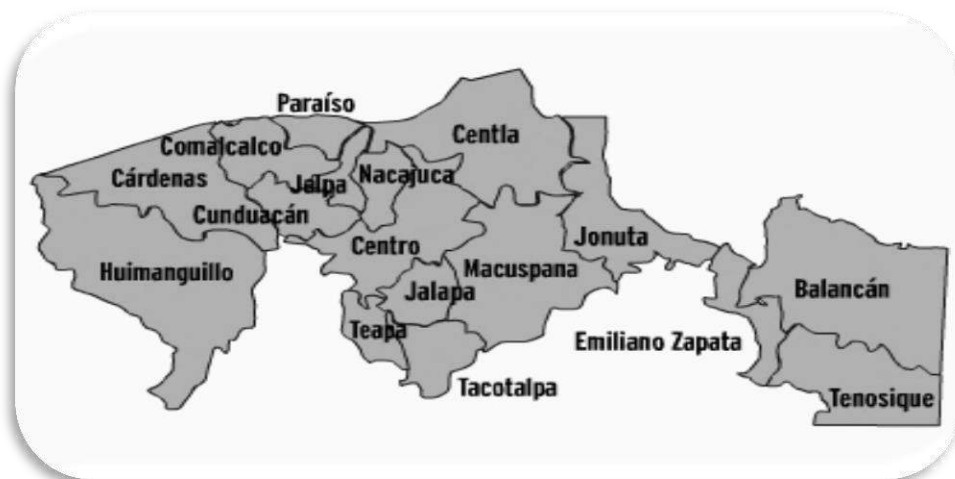 Paraíso
Centla
Comalcalco
Cárdenas
Jalpa
Nacajuca
Cunduacán
Centro
Jonuta
Huimanguillo
Macuspana
Jalapa
Balancán
Teapa
Emiliano Zapata
Tacotalpa
Tenosique